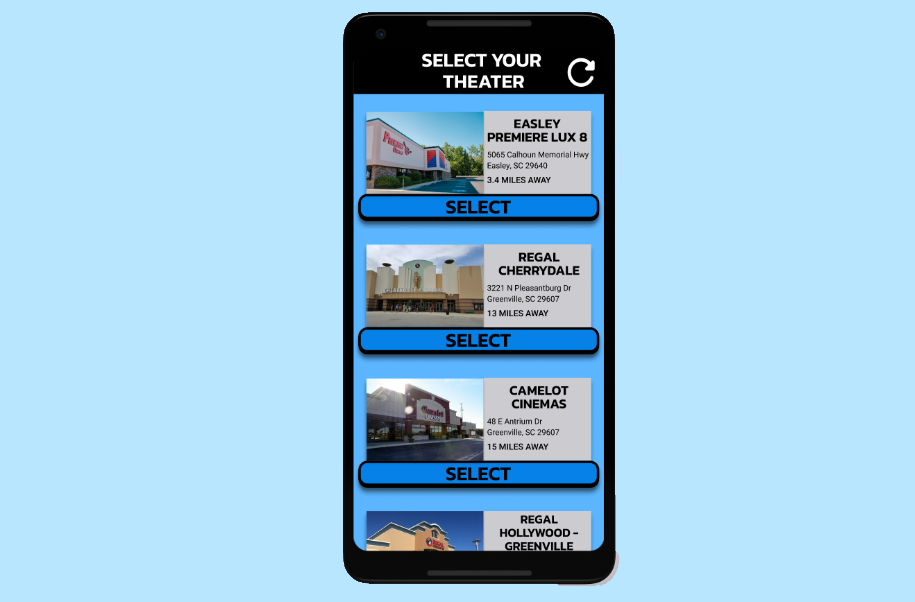 SELECT YOUR
THEATER
EASLEY
PREMIERE LUX 8
5065 Calhoun Memorial Hwy
Easley, SC 29640
3.4 MILES AWAY
SELECT
REGAL
CHERRYDALE
3221 N Pleasantburg Dr
Greenville, SC 29607
13 MILES AWAY
SELECT
CAMELOT
CINEMAS
48 E Antrium Dr
Greenville, SC 29607
15 MILES AWAY
SELECT
REGAL
HOLLYWOOD -
GREENVILLE